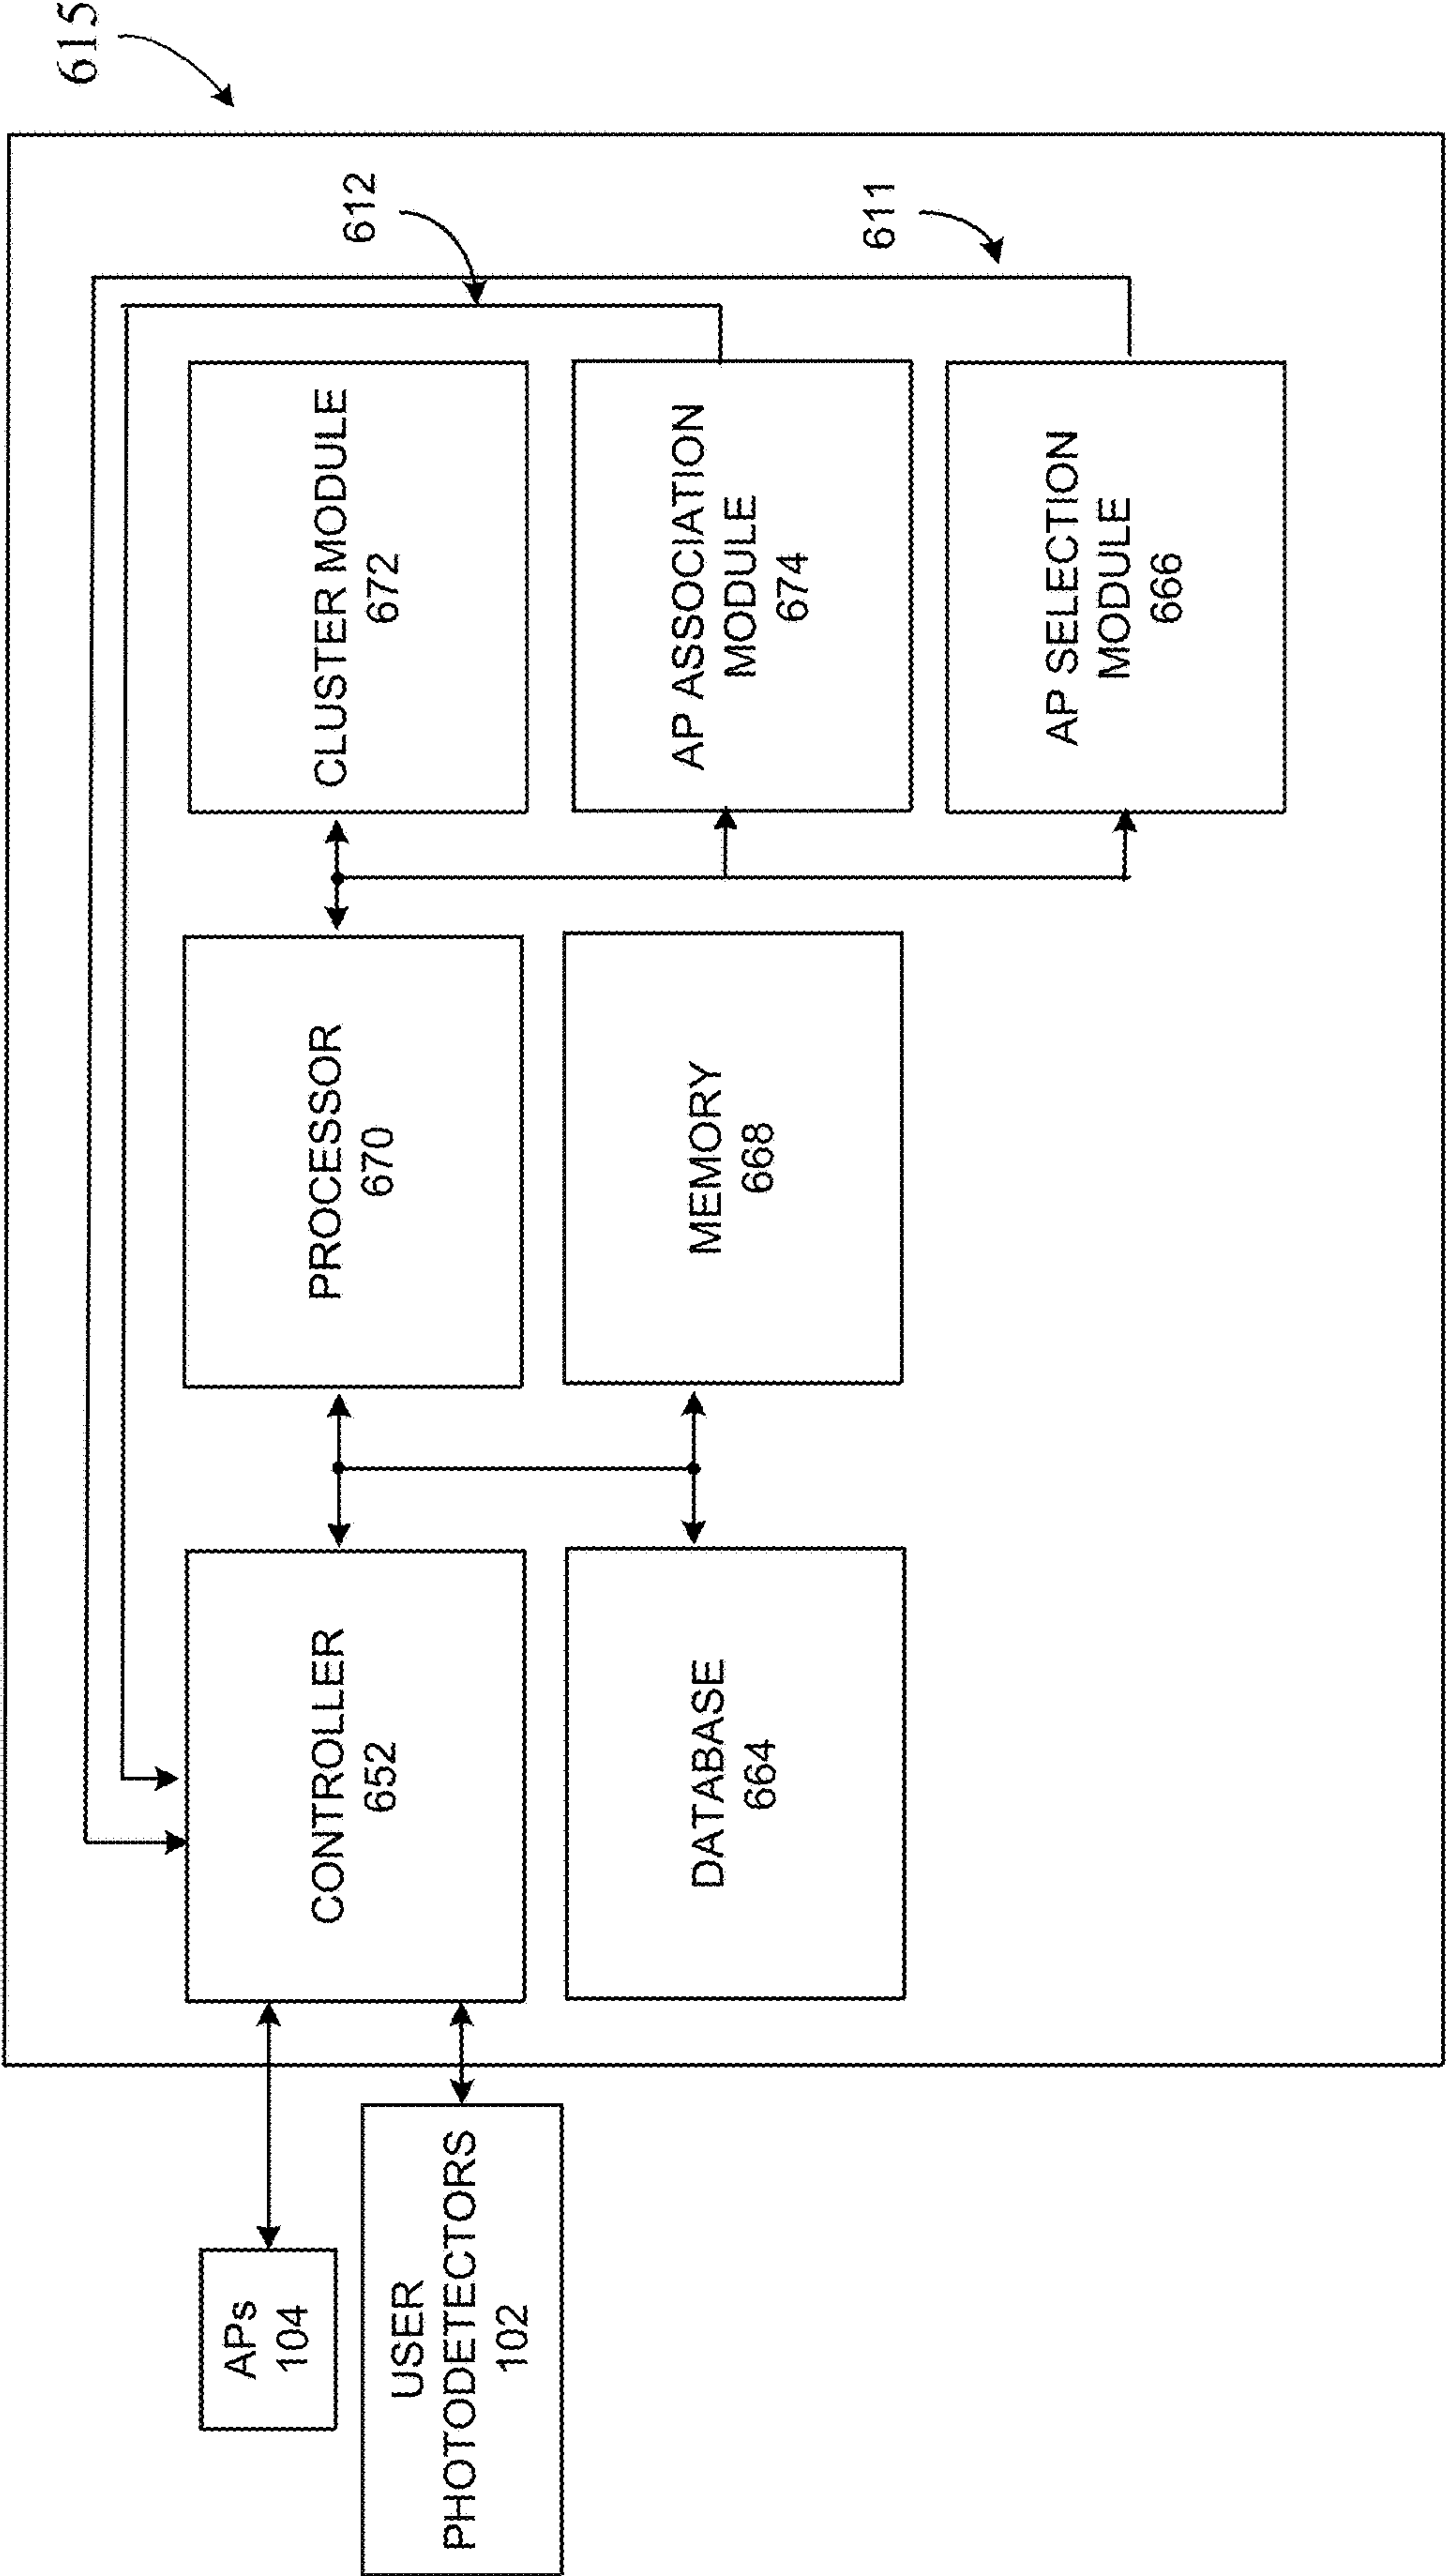 615
612
611
APs
104
USER
PHOTODETECTORS
102
CONTROLLER
652
PROCESSOR
670
CLUSTER MODULE
672
DATABASE
664
MEMORY
668
AP ASSOCIATION
MODULE
674
AP SELECTION
MODULE
666